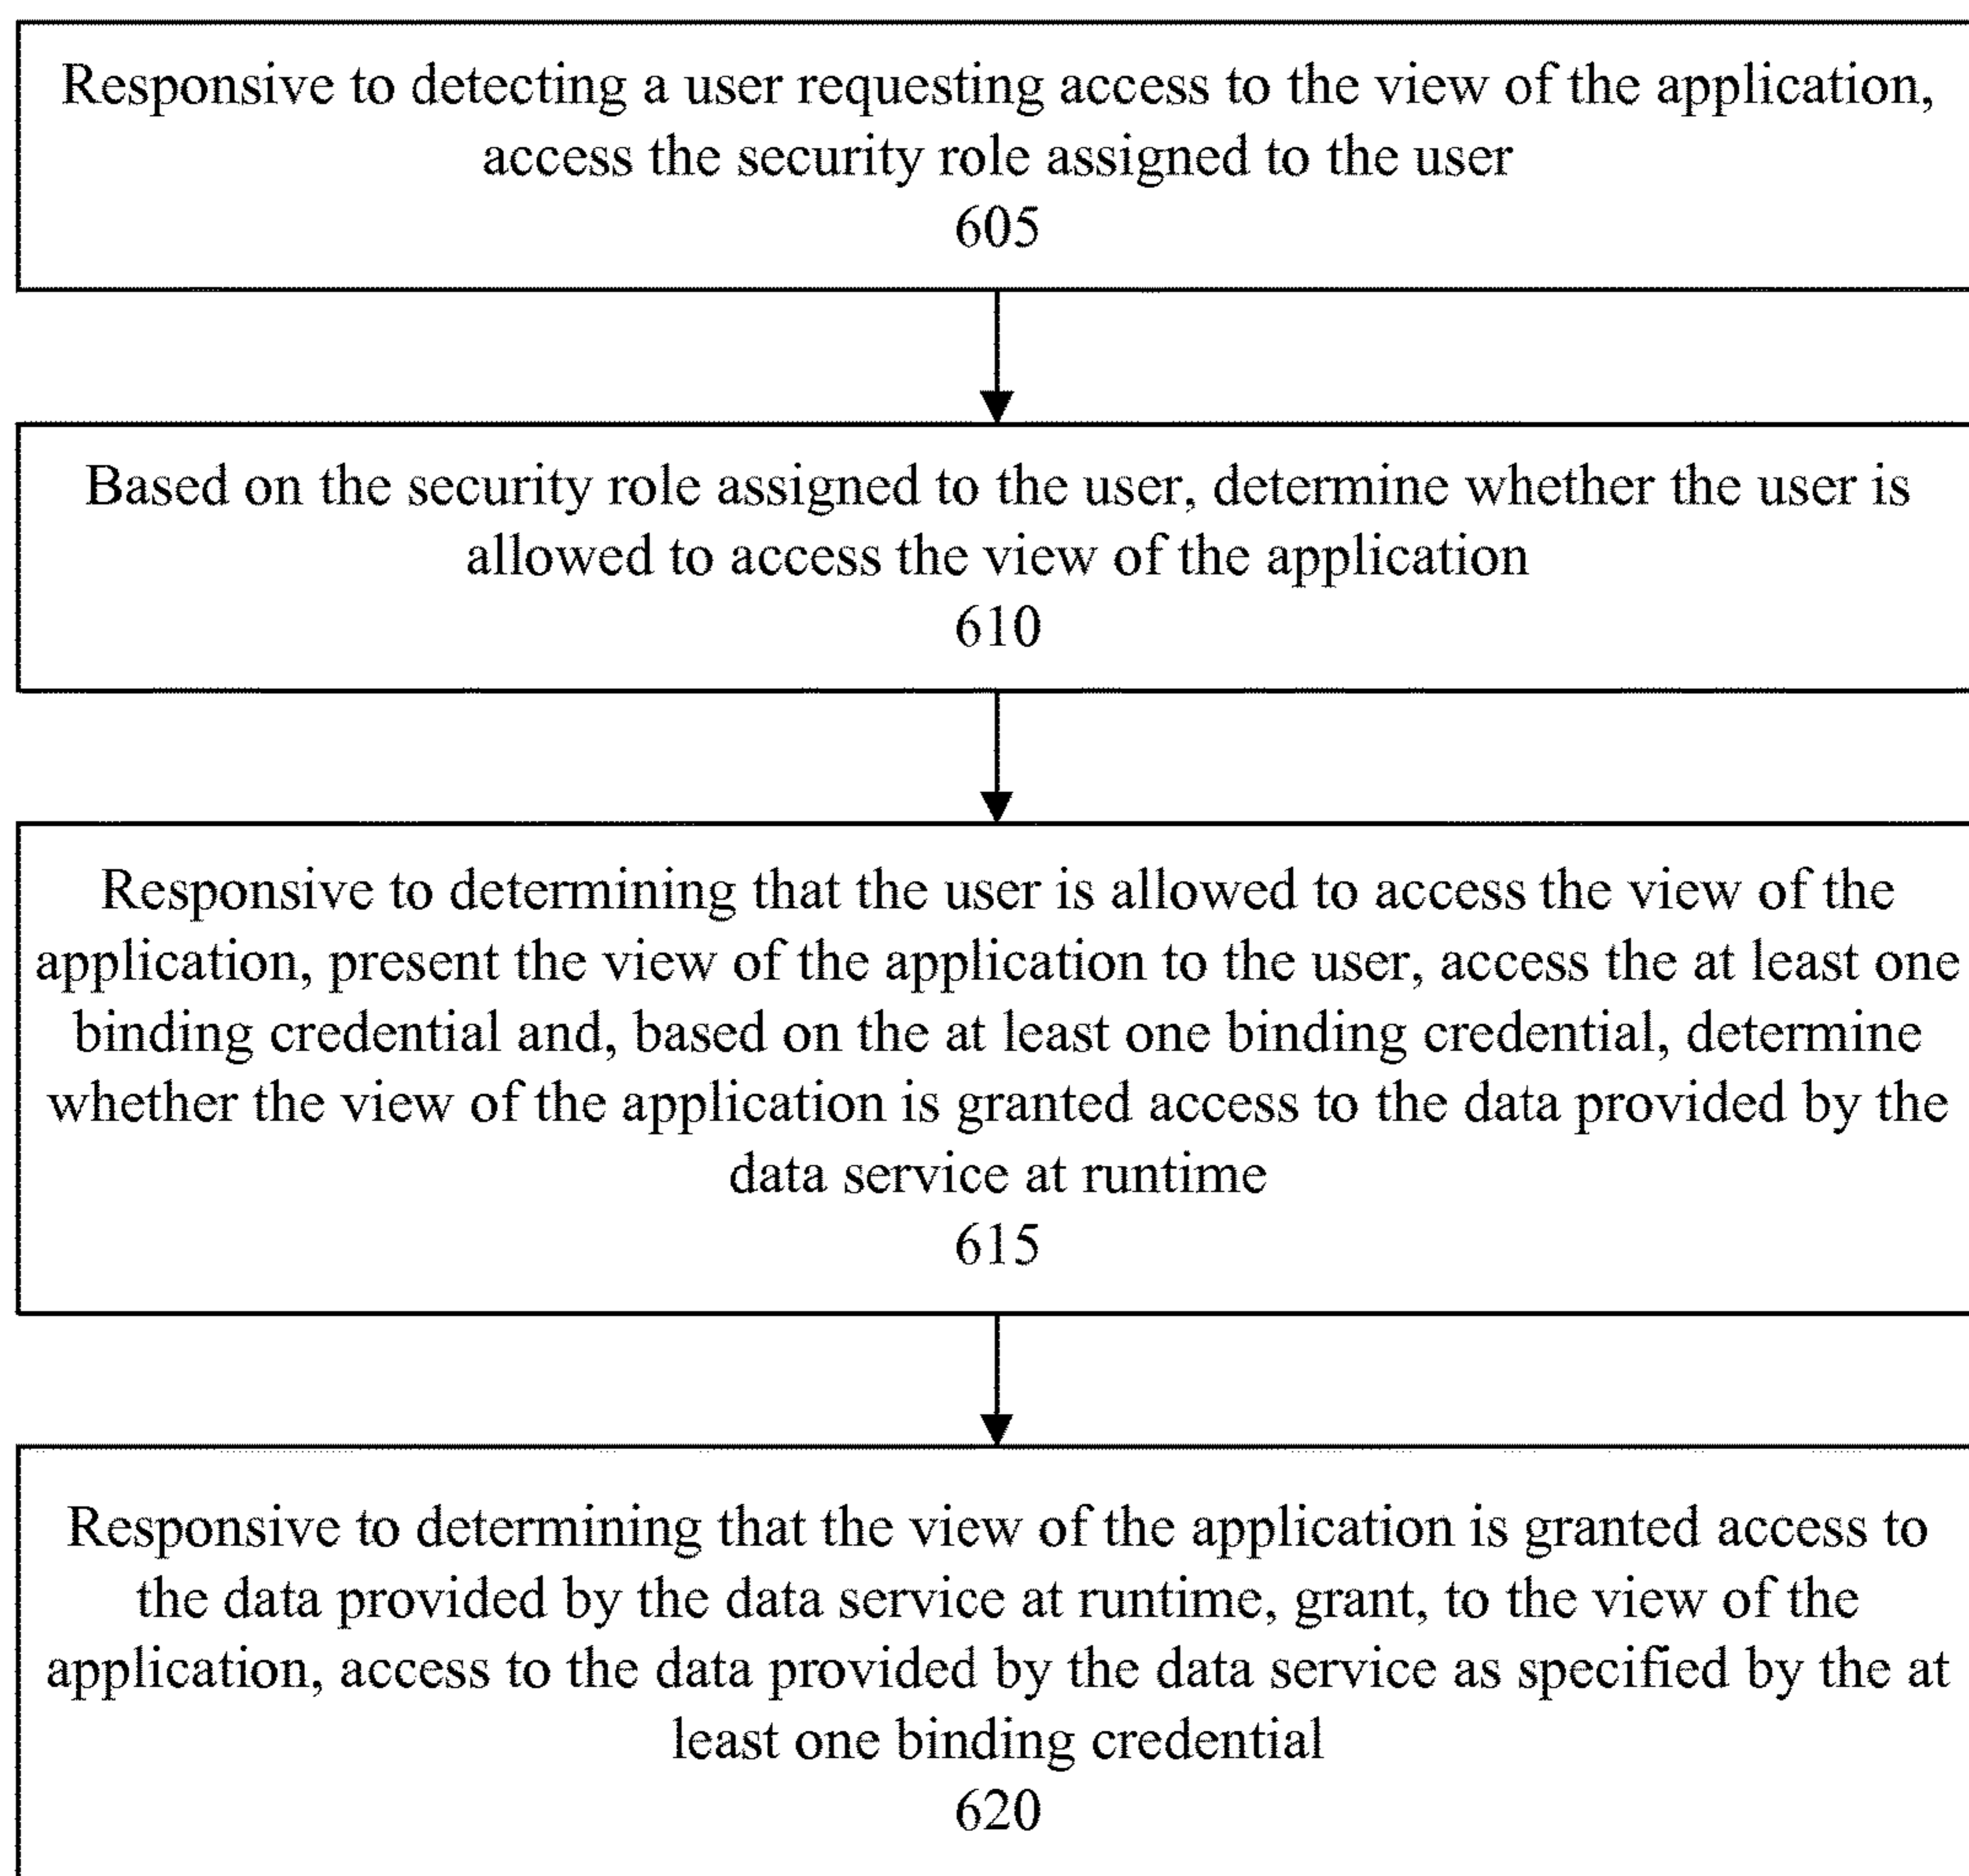 Responsive to detecting a user requesting access to the view of the application,
access the security role assigned to the user
605
Based on the security role assigned to the user, determine whether the user is
allowed to access the view of the application
610
Responsive to determining that the user is allowed to access the view of the
application, present the view of the application to the user, access the at least one
binding credential and, based on the at least one binding credential, determine
whether the view of the application is granted access to the data provided by the
data service at runtime
615
Responsive to determining that the view of the application is granted access to
the data provided by the data service at runtime, grant, to the view of the
application, access to the data provided by the data service as specified by the at
least one binding credential
620